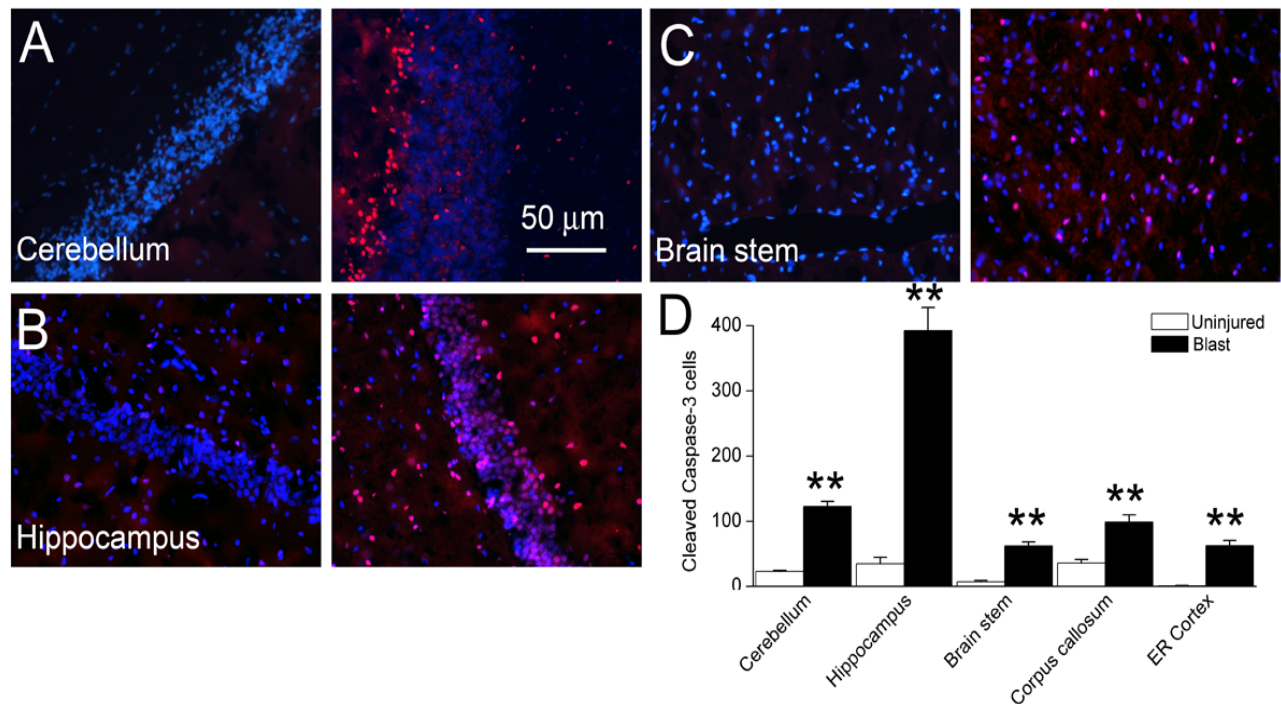 A
Cerebellum
50 μm
C
Brain stem
B
Hippocampus
D
**
**
**
**
**
Uninjured
Blast
Cleaved Caspase-3 cells
400
300
200
100
0
Cerebellum
Hippocampus
Brain stem
Corpus callosum
ER Cortex